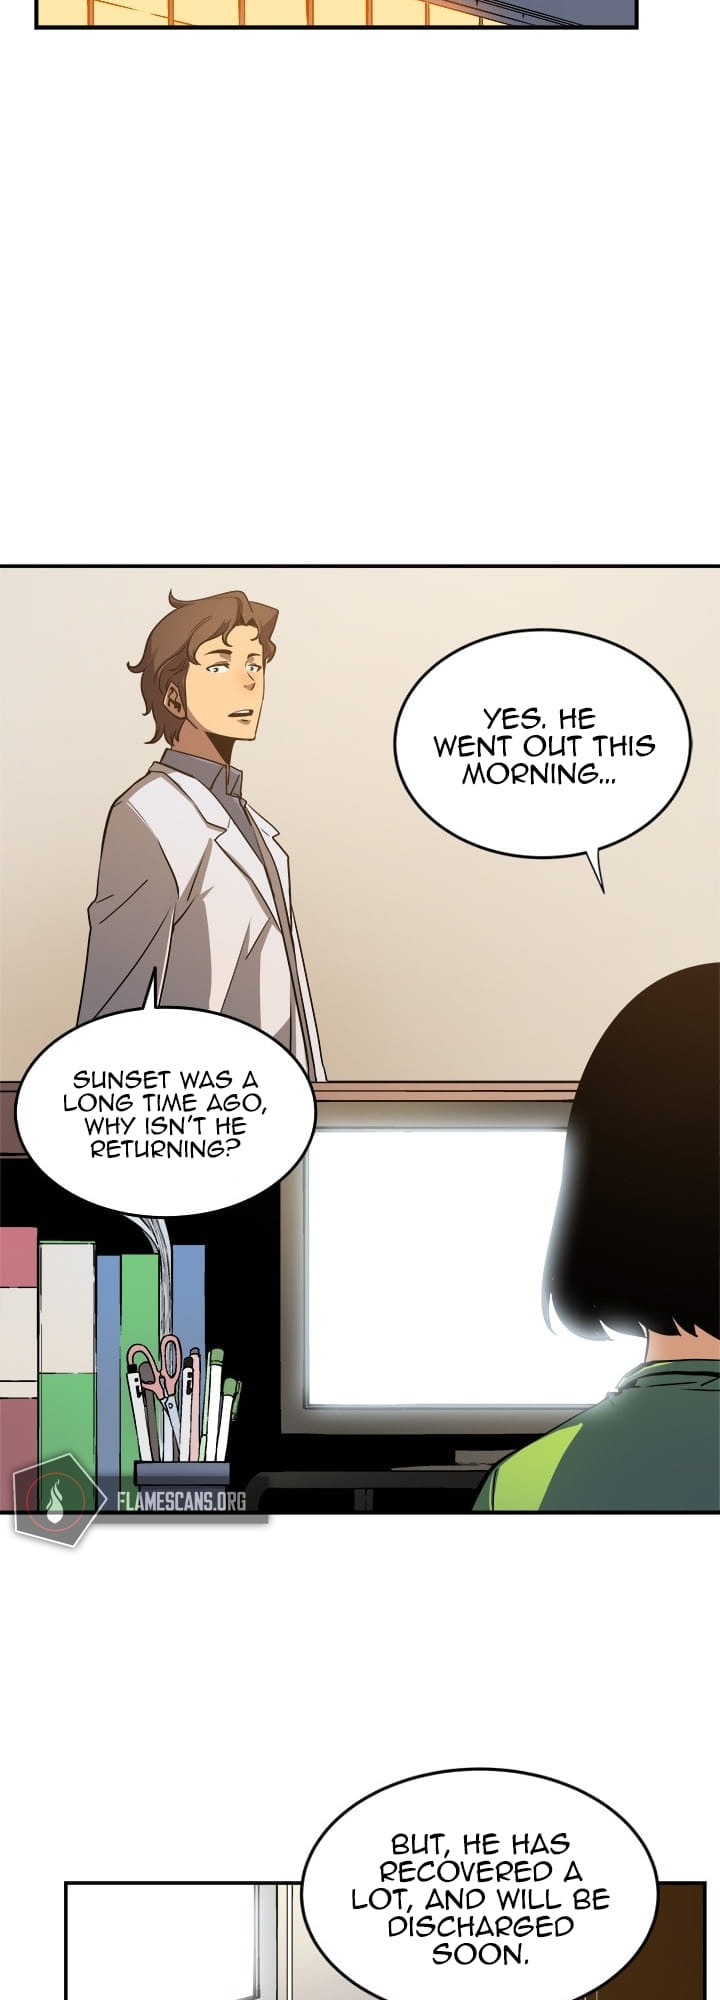 YES. HE
WENT OUT THIS
MORNING...
SUNSET WAS A
LONG TIME AGO,
WHY ISN'T HE
RETURNING?
FLAMESCANS.ORG
BUT, HE HAS
RECOVERED A
LOT, AND WILL BE
DISCHARGED
SOON.